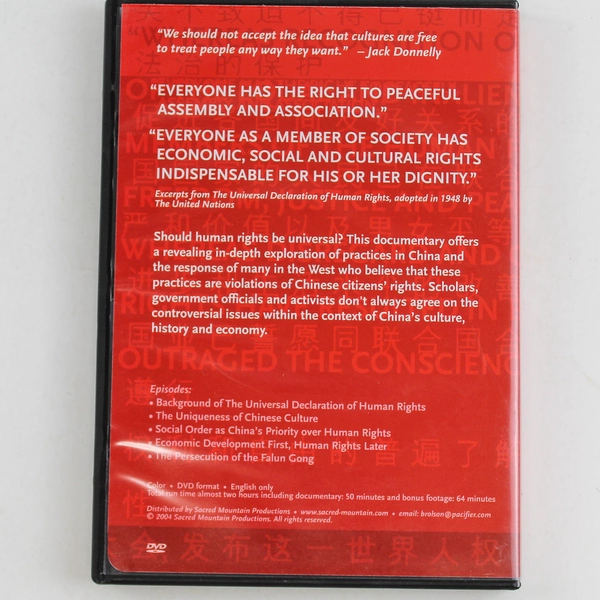 "We should not accept the idea that cultures are free
to treat people any way they want." – Jack Donnelly
"EVERYONE HAS THE RIGHT TO PEACEFUL
ASSEMBLY AND ASSOCIATION."
"EVERYONE AS A MEMBER OF SOCIETY HAS
ECONOMIC, SOCIAL AND CULTURAL RIGHTS
INDISPENSABLE FOR HIS OR HER DIGNITY."
Excerpts from The Universal Declaration of Human Rights, adopted in 1948 by
The United Nations
Should human rights be universal? This documentary offers
a revealing in-depth exploration of practices in China and
the response of many in the West who believe that these
practices are violations of Chinese citizens' rights. Scholars,
government officials and activists don't always agree on the
controversial issues within the context of China's culture,
history and economy.
OUTRAGED THE CONSCIENC
Episodes:
• Background of The Universal Declaration of Human Rights
• The Uniqueness of Chinese Culture
• Social Order as China's Priority over Human Rights
• Economic Development First, Human Rights Later
• The Persecution of the Falun Gong
的普遍了解
Color • DVD format • English only
Total run time almost two hours including documentary: 50 minutes and bonus footage: 64 minutes
Distributed by Sacred Mountain Productions • www.sacred-mountain.com • email: brolson@pacifier.com
© 2004 Sacred Mountain Productions. All rights reserved.
会发布这一世界人权
DVD